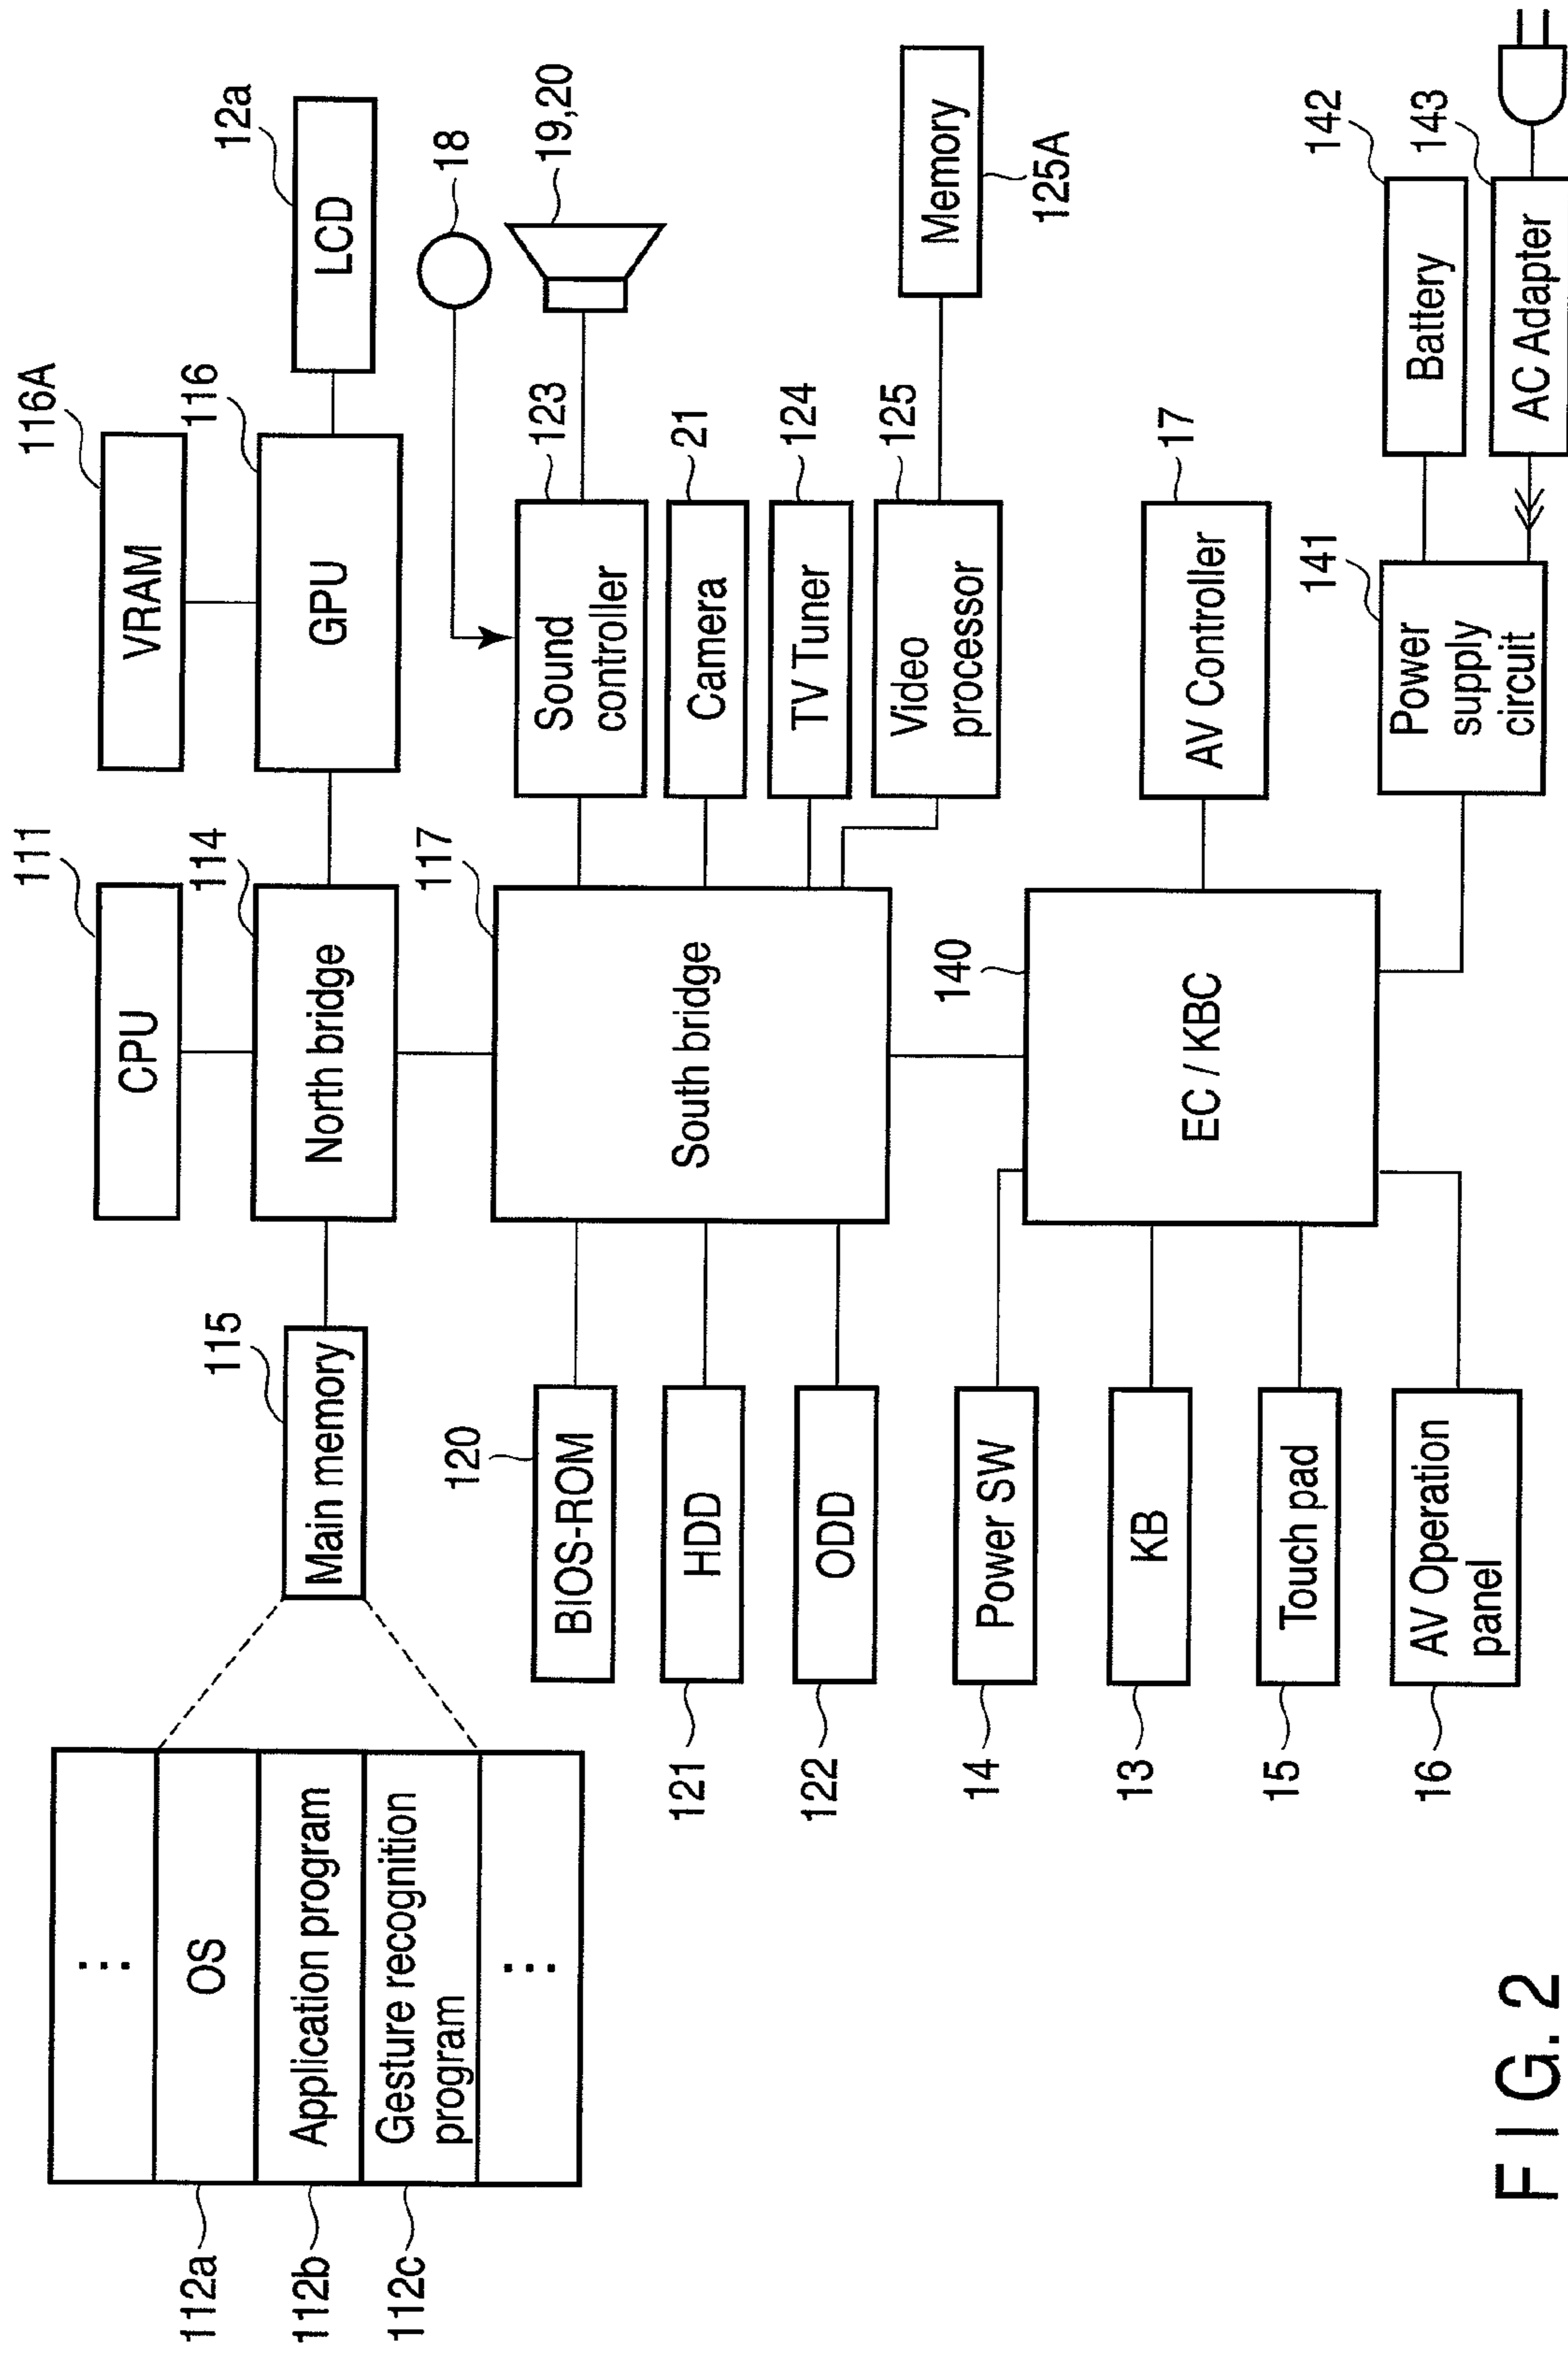 111
CPU
116A
VRAM
112a
112b
112c
⋮
OS
Application program
Gesture recognition
program
⋮
115
Main memory
114
North bridge
116
GPU
12a
LCD
18
19,20
117
South bridge
120
BIOS-ROM
121
HDD
122
ODD
123
Sound
controller
21
Camera
124
TV Tuner
125
Video
processor
Memory
125A
140
EC / KBC
14
Power SW
13
KB
15
Touch pad
16
AV Operation
panel
17
AV Controller
141
Power
supply
circuit
142
Battery
143
AC Adapter
FIG. 2